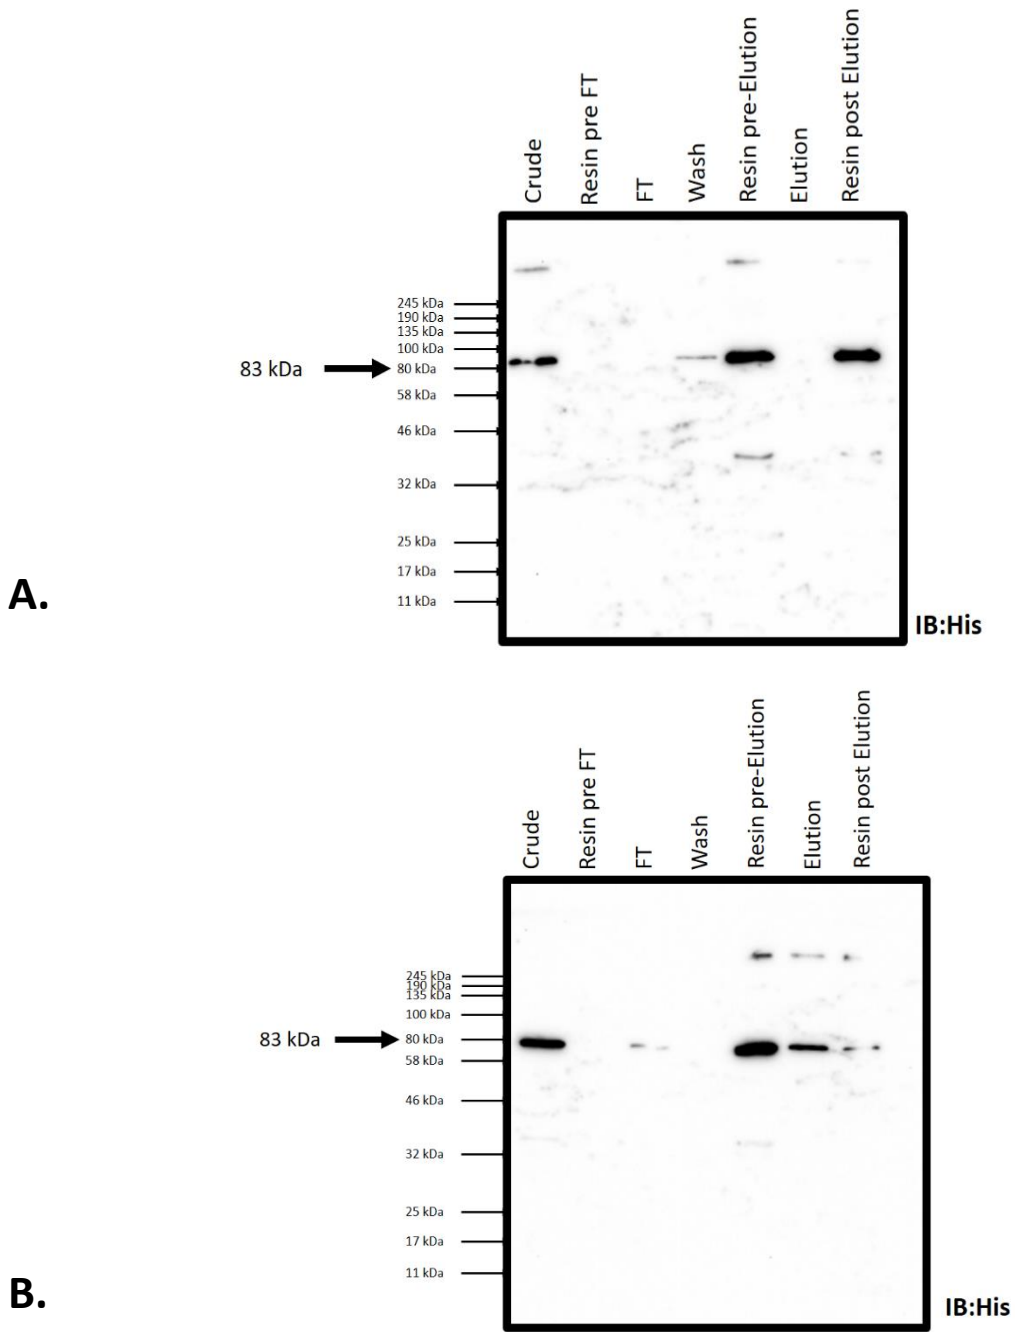 Crude
Resin pre FT
FT
Wash
Resin pre-Elution
Elution
Resin post Elution
245 kDa
190 kDa
135 kDa
100 kDa
83 kDa
80 kDa
58 kDa
46 kDa
32 kDa
25 kDa
17 kDa
11 kDa
A.
IB:His
Crude
Resin pre FT
FT
Wash
Resin pre-Elution
Elution
Resin post Elution
245 kDa
190 kDa
135 kDa
100 kDa
83 kDa
80 kDa
58 kDa
46 kDa
32 kDa
25 kDa
17 kDa
11 kDa
B.
IB:His